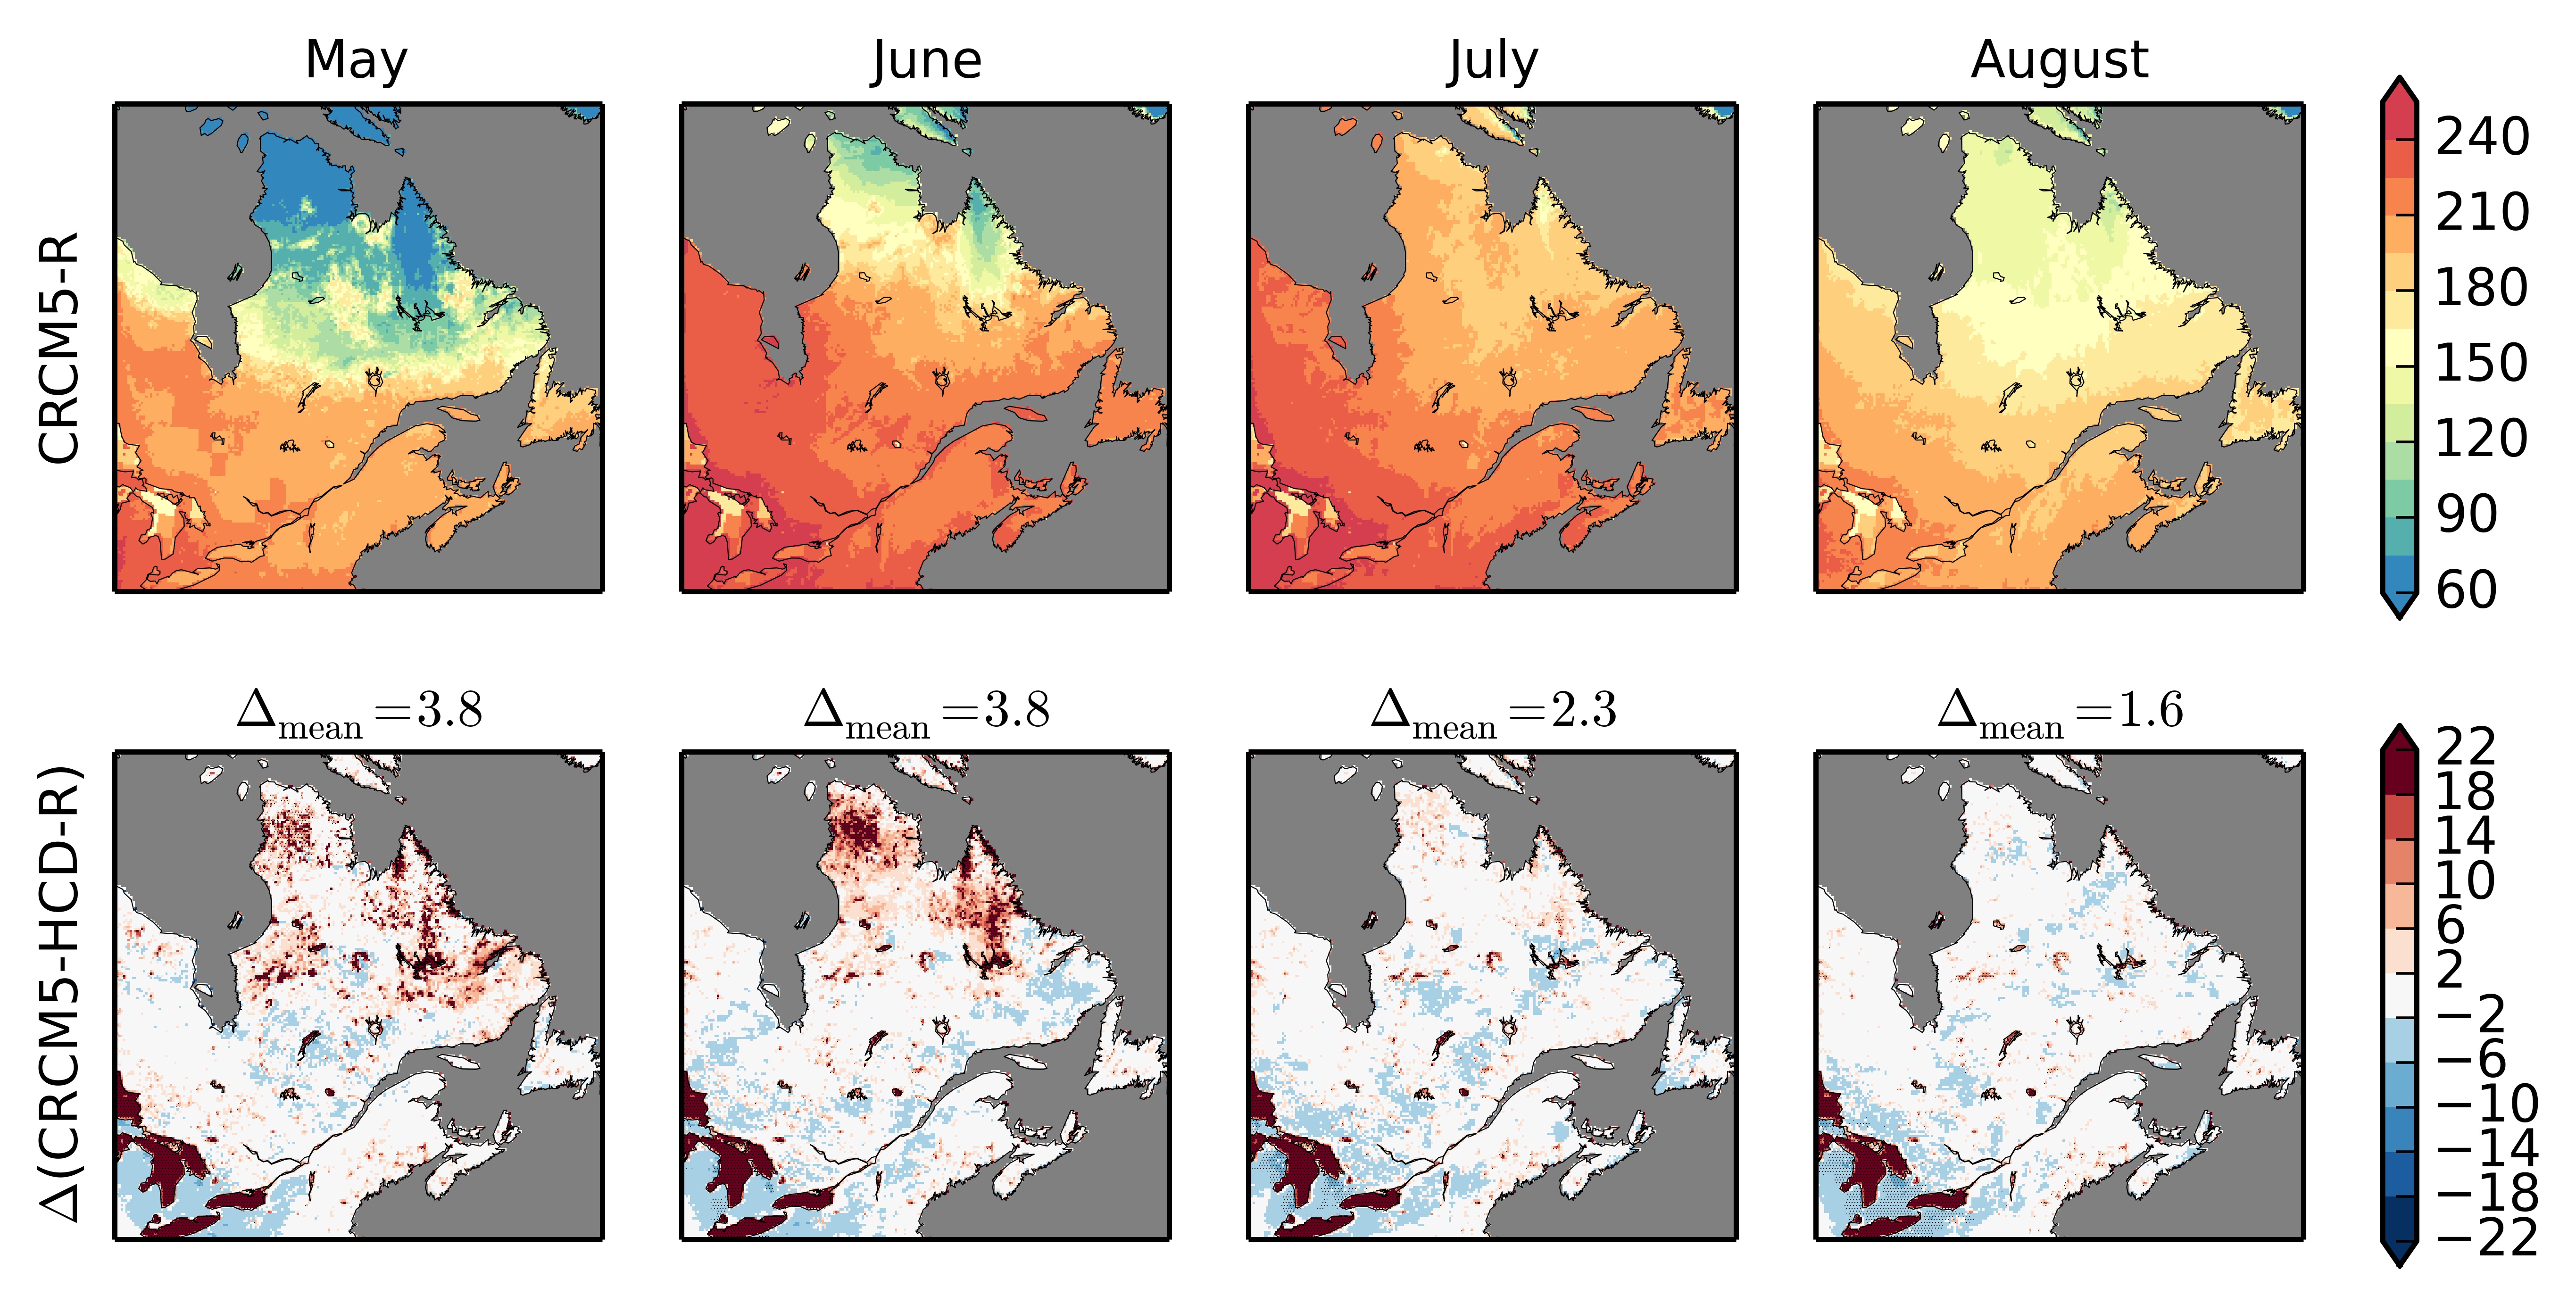 May
June
July
August
CRCM5-R
240
210
180
150
120
90
60
Δmean=3.8
Δmean=3.8
Δmean=2.3
Δmean=1.6
Δ(CRCM5-HCD-R)
22
18
14
10
6
2
−2
−6
−10
−14
−18
−22